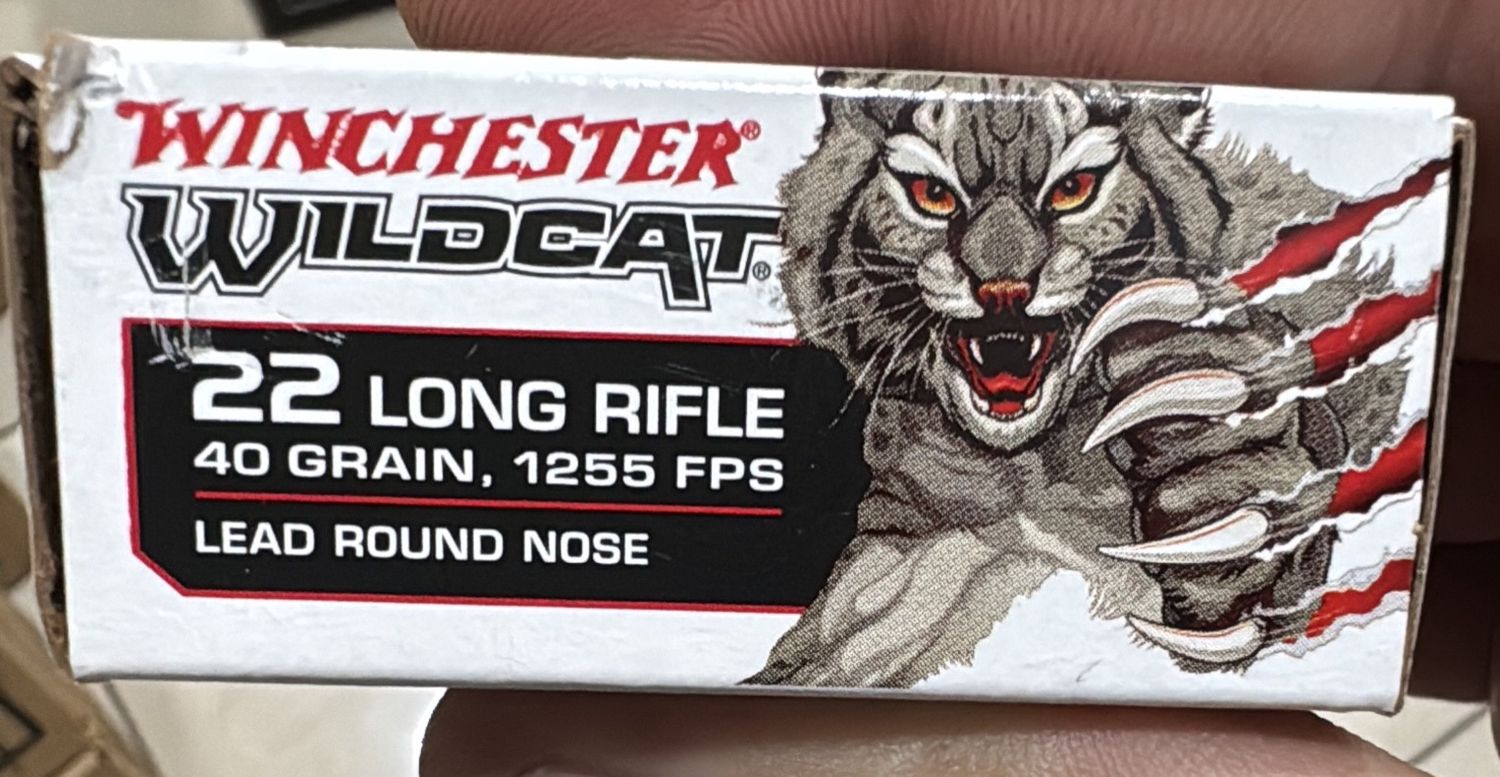 WINCHESTER®
WILDCAT®
22 LONG RIFLE
40 GRAIN, 1255 FPS
LEAD ROUND NOSE